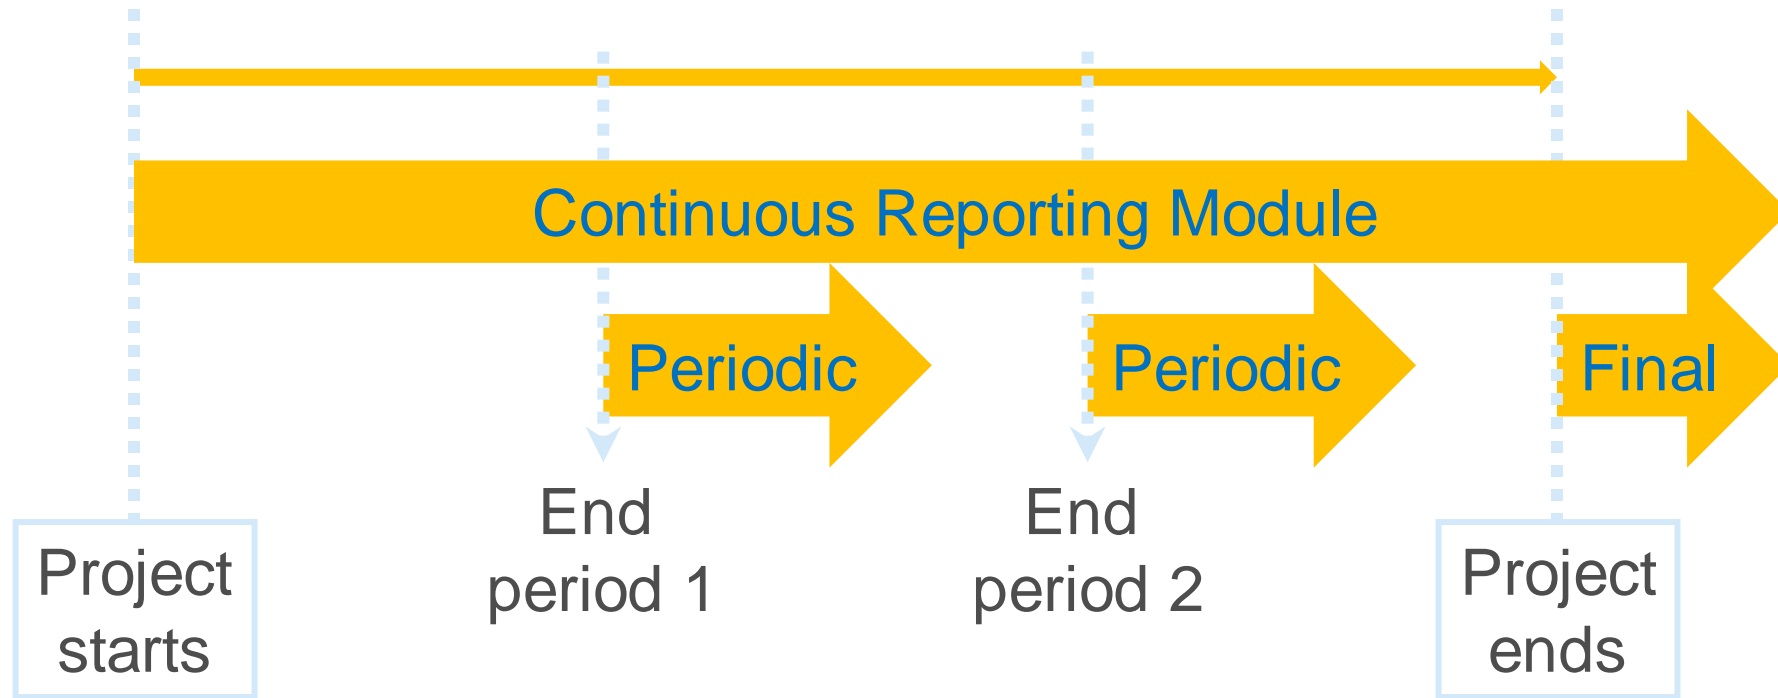 Continuous Reporting Module
Periodic
Periodic
Final
End
period 1
End
period 2
Project
starts
Project
ends